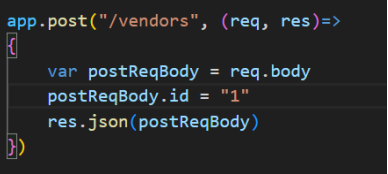 app.post("/vendors", (req, res)=>
{
    var postReqBody = req.body
    postReqBody.id = "1"
    res.json(postReqBody)
})